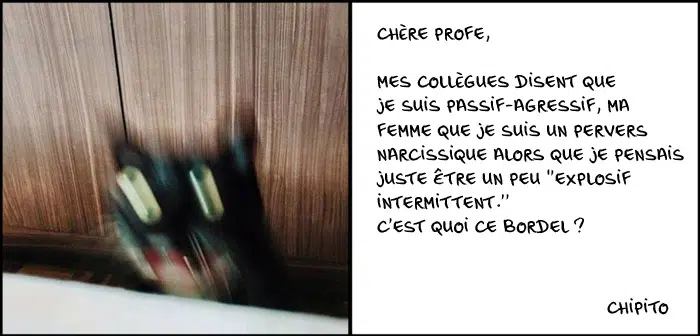 CHÈRE PROFE,
MES COLLÈGUES DISENT QUE
JE SUIS PASSIF-AGRESSIF, MA
FEMME QUE JE SUIS UN PERVERS
NARCISSIQUE ALORS QUE JE PENSAIS
JUSTE ÊTRE UN PEU "EXPLOSIF
INTERMITTENT."
C'EST QUOI CE BORDEL ?
CHIPITO